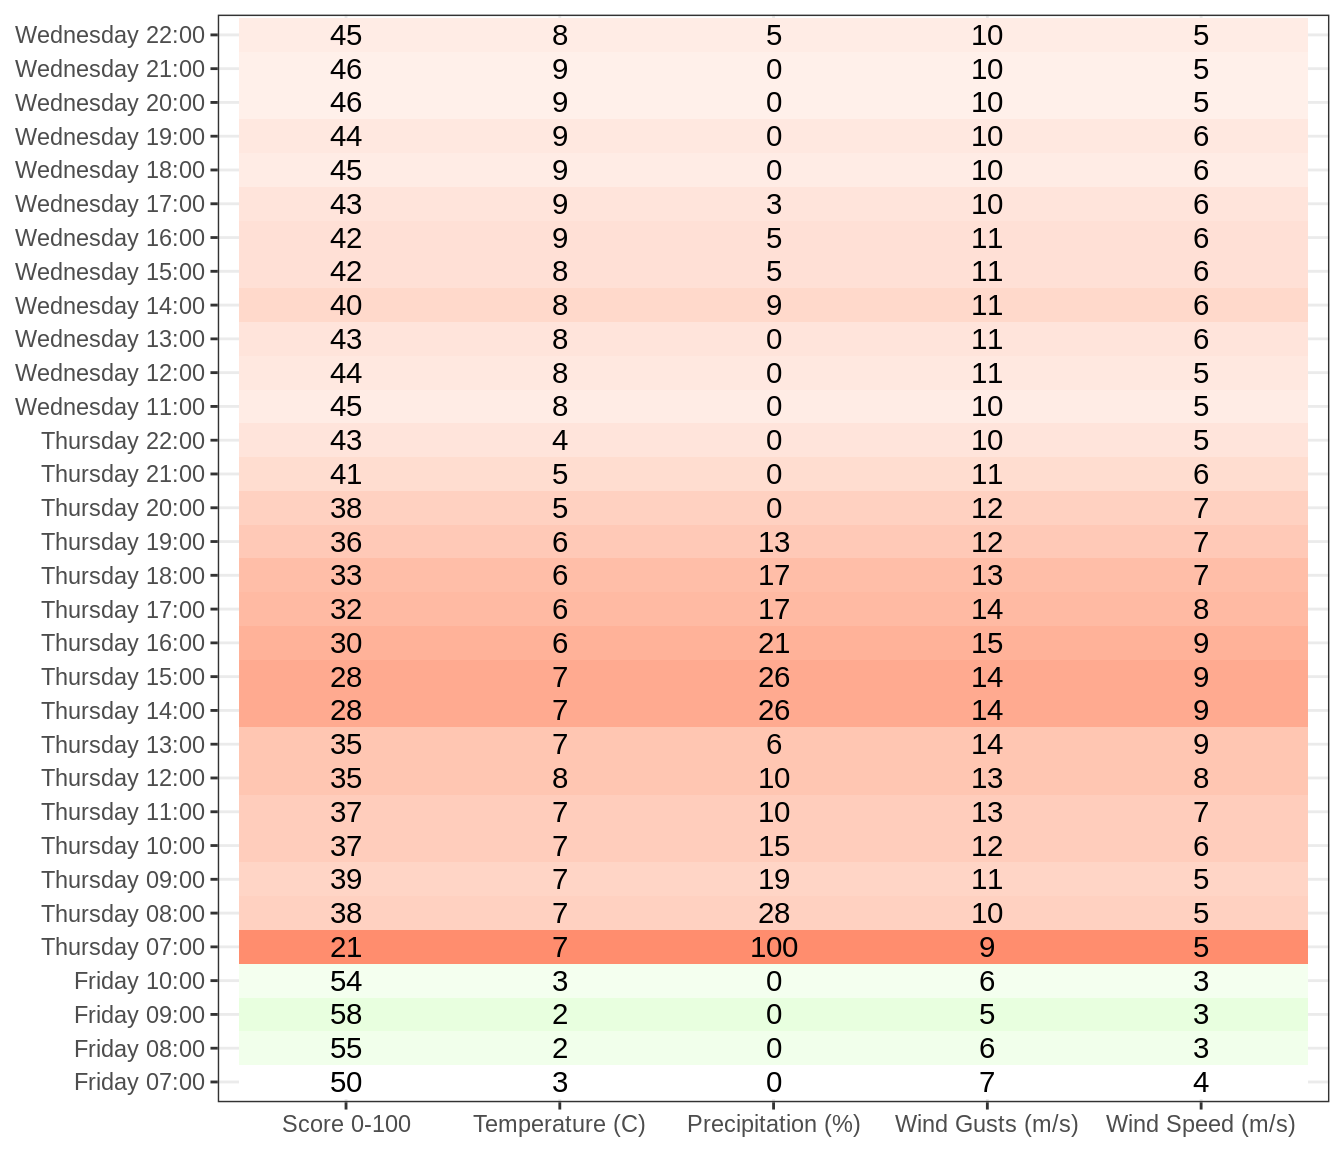 Wednesday 22:00 45 8 5 10 5
Wednesday 21:00 46 9 0 10 5
Wednesday 20:00 46 9 0 10 5
Wednesday 19:00 44 9 0 10 6
Wednesday 18:00 45 9 0 10 6
Wednesday 17:00 43 9 3 10 6
Wednesday 16:00 42 9 5 11 6
Wednesday 15:00 42 8 5 11 6
Wednesday 14:00 40 8 9 11 6
Wednesday 13:00 43 8 0 11 6
Wednesday 12:00 44 8 0 11 5
Wednesday 11:00 45 8 0 10 5
Thursday 22:00 43 4 0 10 5
Thursday 21:00 41 5 0 11 6
Thursday 20:00 38 5 0 12 7
Thursday 19:00 36 6 13 12 7
Thursday 18:00 33 6 17 13 7
Thursday 17:00 32 6 17 14 8
Thursday 16:00 30 6 21 15 9
Thursday 15:00 28 7 26 14 9
Thursday 14:00 28 7 26 14 9
Thursday 13:00 35 7 6 14 9
Thursday 12:00 35 8 10 13 8
Thursday 11:00 37 7 10 13 7
Thursday 10:00 37 7 15 12 6
Thursday 09:00 39 7 19 11 5
Thursday 08:00 38 7 28 10 5
Thursday 07:00 21 7 100 9 5
Friday 10:00 54 3 0 6 3
Friday 09:00 58 2 0 5 3
Friday 08:00 55 2 0 6 3
Friday 07:00 50 3 0 7 4
Score 0-100 Temperature (C) Precipitation (%) Wind Gusts (m/s) Wind Speed (m/s)